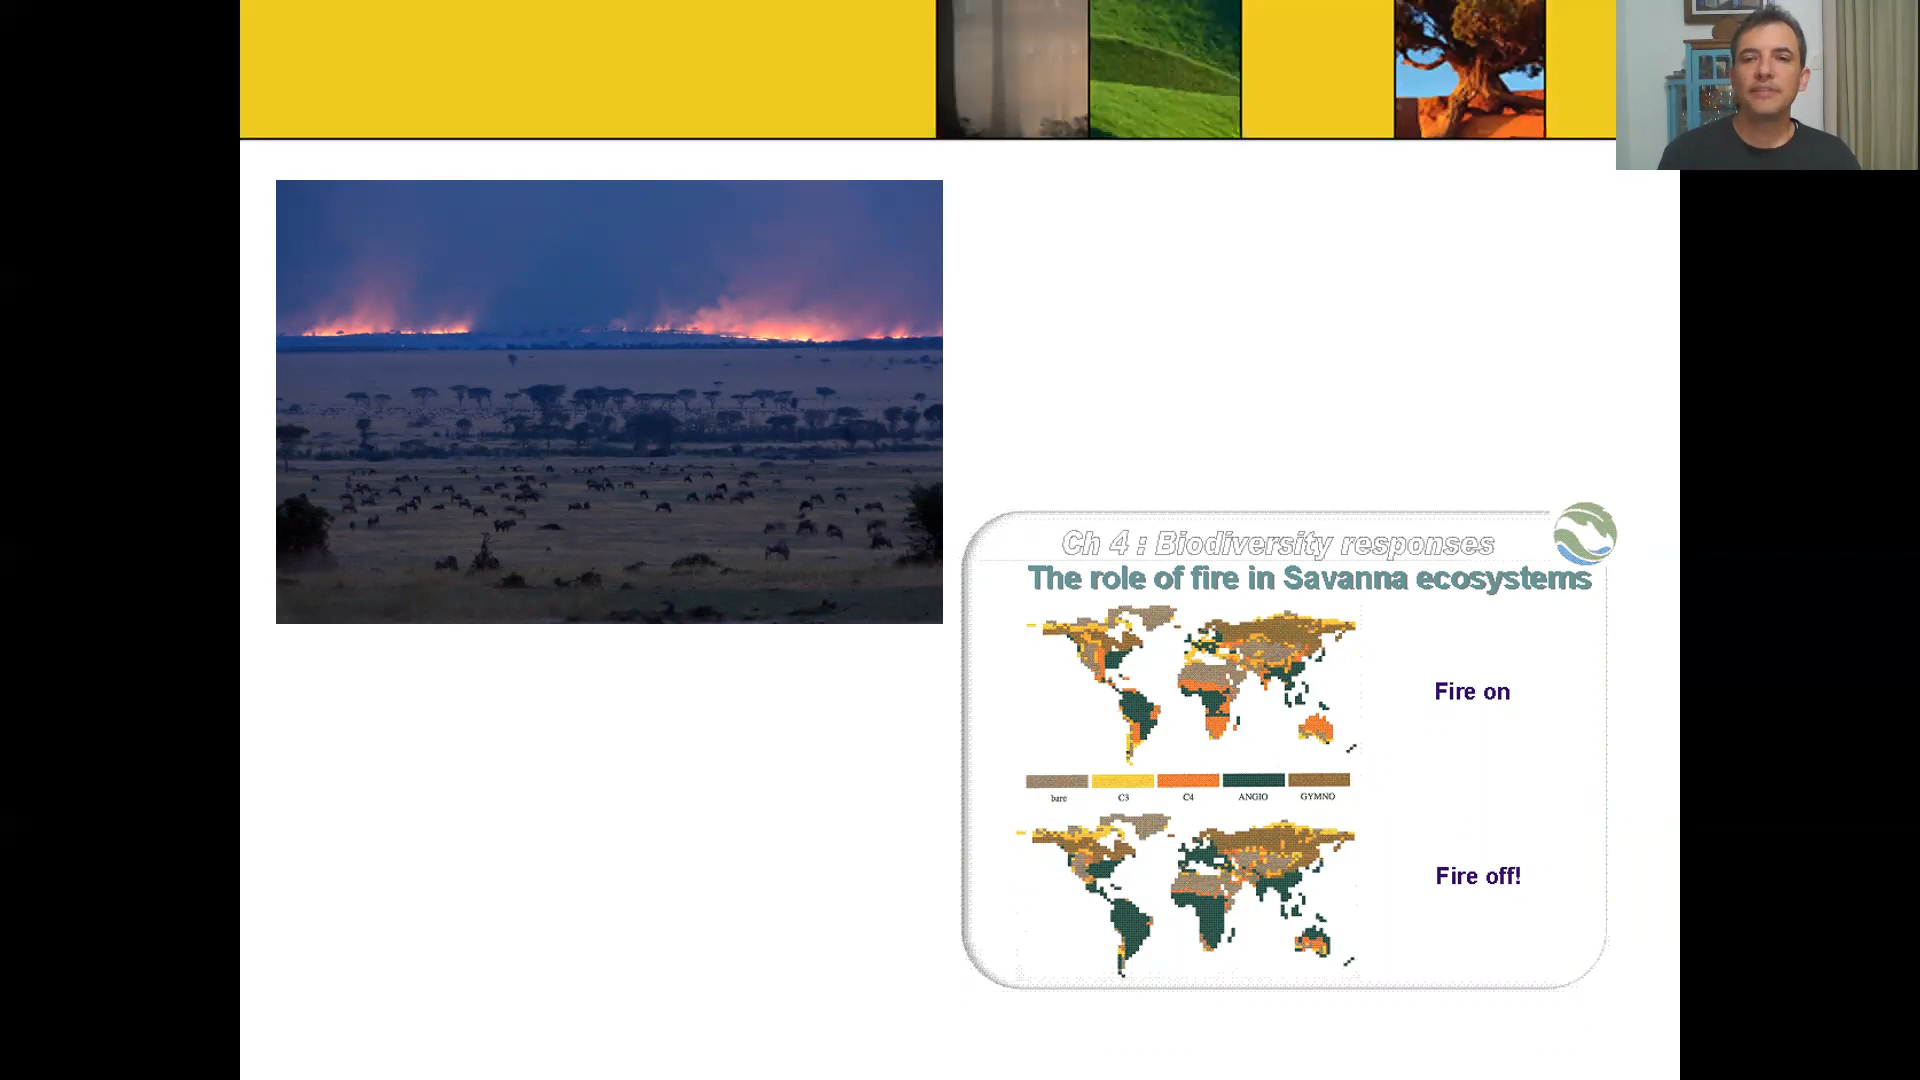 Ch 4 : Biodiversity responses
The role of fire in Savanna ecosystems
Fire on
bare C3 C4 ANGIO GYMNO
Fire off!